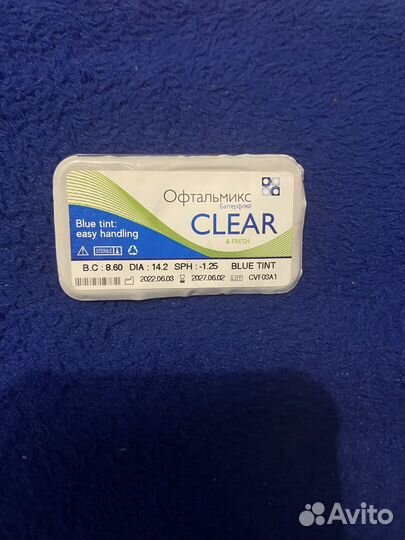 Офтальмикс
Баттерфляй
CLEAR
& FRESH
Blue tint:
easy handling
STERILE
B.C : 8.60 DIA : 14.2 SPH : -1.25 BLUE TINT
2022.06.03 2027.06.02 LOT CVF03A1
Avito